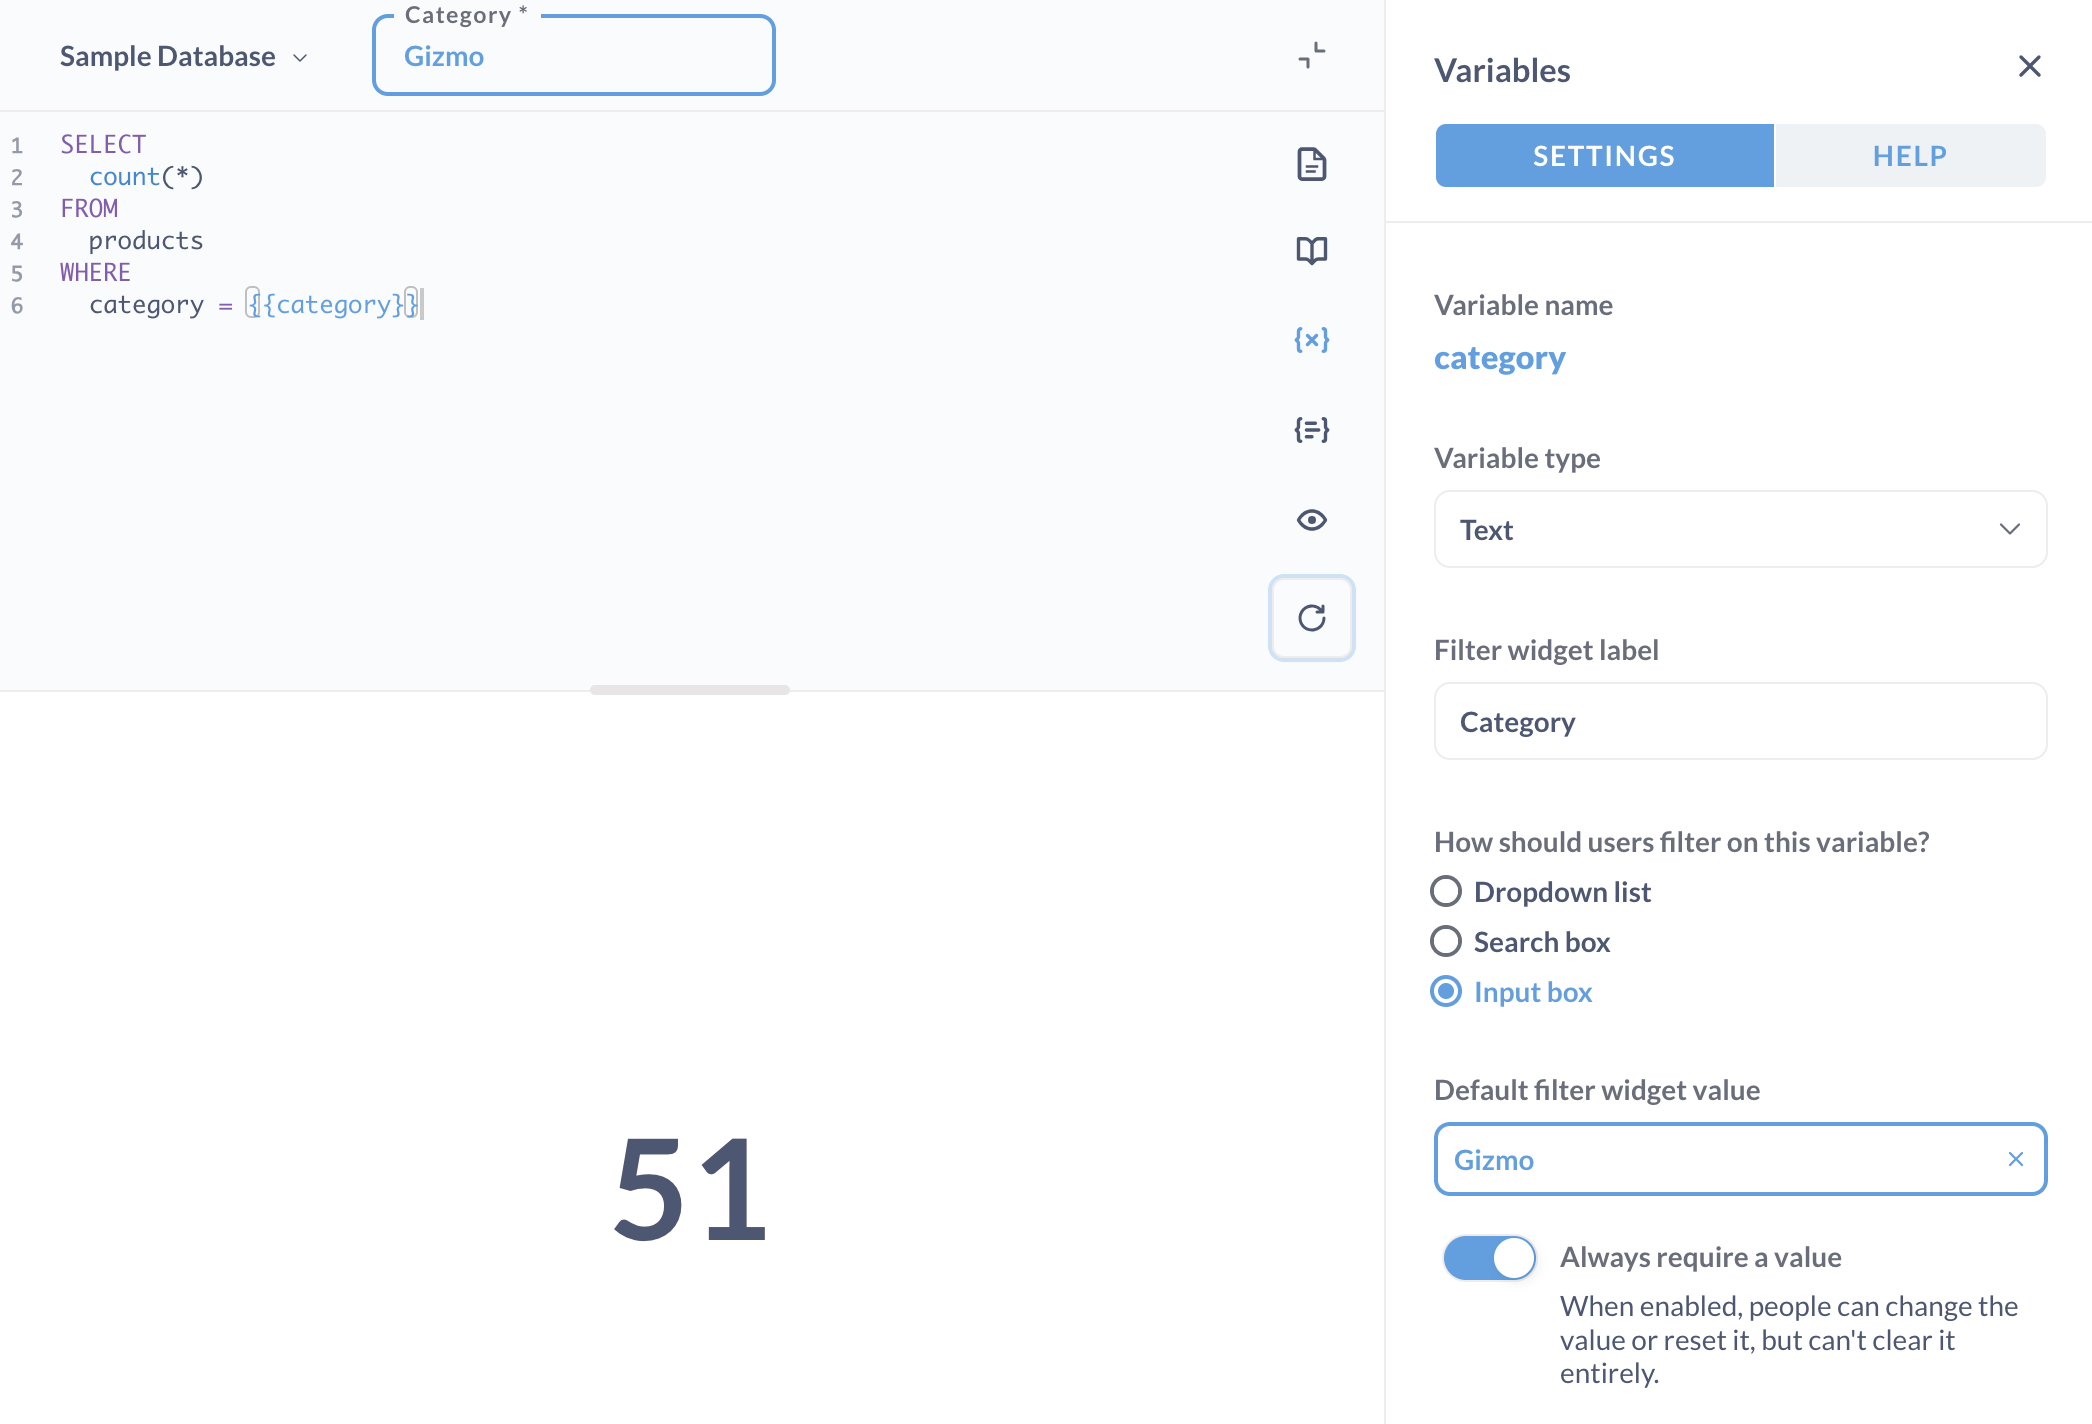 Sample Database
Category *
Gizmo
1 SELECT
2 count(*)
3 FROM
4 products
5 WHERE
6 category = {{category}}
51
Variables
SETTINGS
HELP
Variable name
category
Variable type
Text
Filter widget label
Category
How should users filter on this variable?
Dropdown list
Search box
Input box
Default filter widget value
Gizmo
Always require a value
When enabled, people can change the
value or reset it, but can't clear it
entirely.